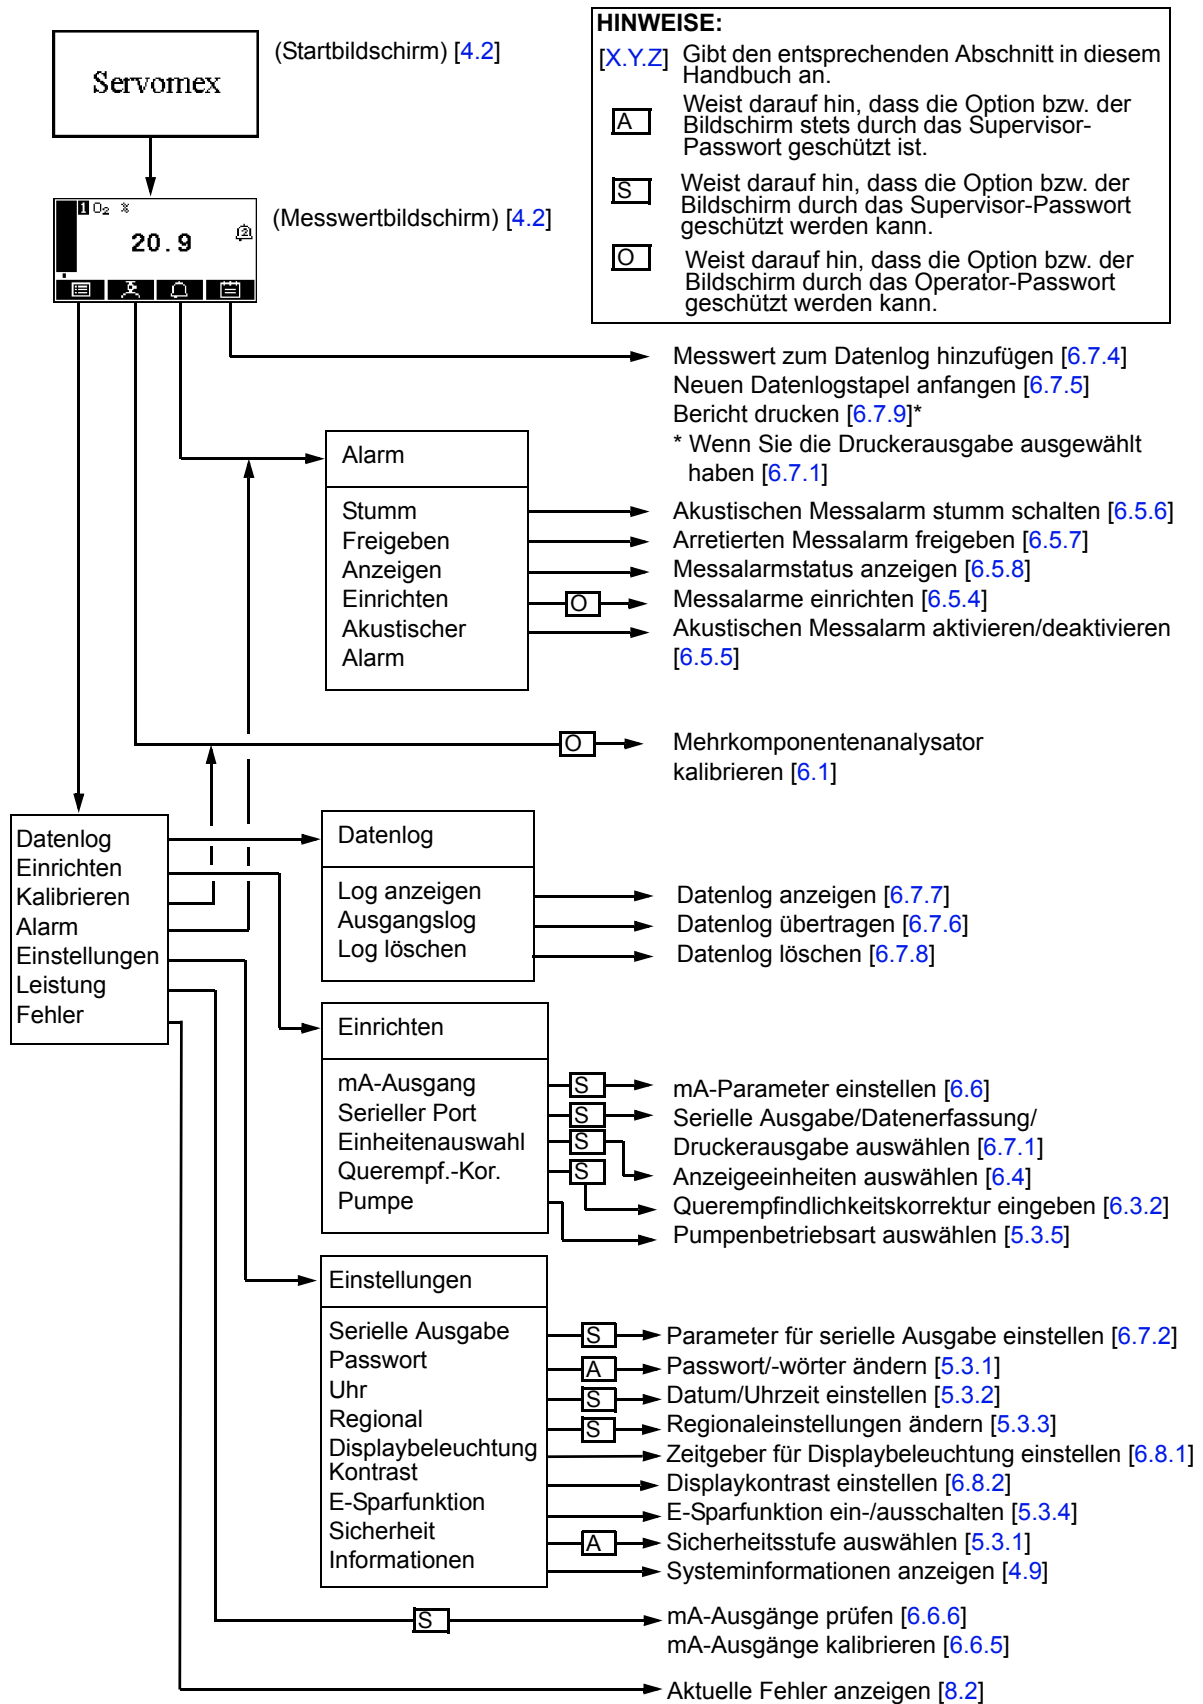 Servomex
(Startbildschirm) [4.2]
HINWEISE:
[X.Y.Z] Gibt den entsprechenden Abschnitt in diesem
Handbuch an.
A Weist darauf hin, dass die Option bzw. der
Bildschirm stets durch das Supervisor-
Passwort geschützt ist.
S Weist darauf hin, dass die Option bzw. der
Bildschirm durch das Supervisor-Passwort
geschützt werden kann.
O Weist darauf hin, dass die Option bzw. der
Bildschirm durch das Operator-Passwort
geschützt werden kann.
1 O2 %
20.9
2
(Messwertbildschirm) [4.2]
Messwert zum Datenlog hinzufügen [6.7.4]
Neuen Datenlogstapel anfangen [6.7.5]
Bericht drucken [6.7.9]*
* Wenn Sie die Druckerausgabe ausgewählt
haben [6.7.1]
Alarm
Stumm
Freigeben
Anzeigen
Einrichten
Akustischer
Alarm
O
Akustischen Messalarm stumm schalten [6.5.6]
Arretierten Messalarm freigeben [6.5.7]
Messalarmstatus anzeigen [6.5.8]
Messalarme einrichten [6.5.4]
Akustischen Messalarm aktivieren/deaktivieren
[6.5.5]
O
Mehrkomponentenanalysator
kalibrieren [6.1]
Datenlog
Einrichten
Kalibrieren
Alarm
Einstellungen
Leistung
Fehler
Datenlog
Log anzeigen
Ausgangslog
Log löschen
Datenlog anzeigen [6.7.7]
Datenlog übertragen [6.7.6]
Datenlog löschen [6.7.8]
Einrichten
mA-Ausgang
Serieller Port
Einheitenauswahl
Querempf.-Kor.
Pumpe
S
S
S
S
mA-Parameter einstellen [6.6]
Serielle Ausgabe/Datenerfassung/
Druckerausgabe auswählen [6.7.1]
Anzeigeeinheiten auswählen [6.4]
Querempfindlichkeitskorrektur eingeben [6.3.2]
Pumpenbetriebsart auswählen [5.3.5]
Einstellungen
Serielle Ausgabe
Passwort
Uhr
Regional
Displaybeleuchtung
Kontrast
E-Sparfunktion
Sicherheit
Informationen
S
A
S
S
A
Parameter für serielle Ausgabe einstellen [6.7.2]
Passwort/-wörter ändern [5.3.1]
Datum/Uhrzeit einstellen [5.3.2]
Regionaleinstellungen ändern [5.3.3]
Zeitgeber für Displaybeleuchtung einstellen [6.8.1]
Displaykontrast einstellen [6.8.2]
E-Sparfunktion ein-/ausschalten [5.3.4]
Sicherheitsstufe auswählen [5.3.1]
Systeminformationen anzeigen [4.9]
S
mA-Ausgänge prüfen [6.6.6]
mA-Ausgänge kalibrieren [6.6.5]
Aktuelle Fehler anzeigen [8.2]